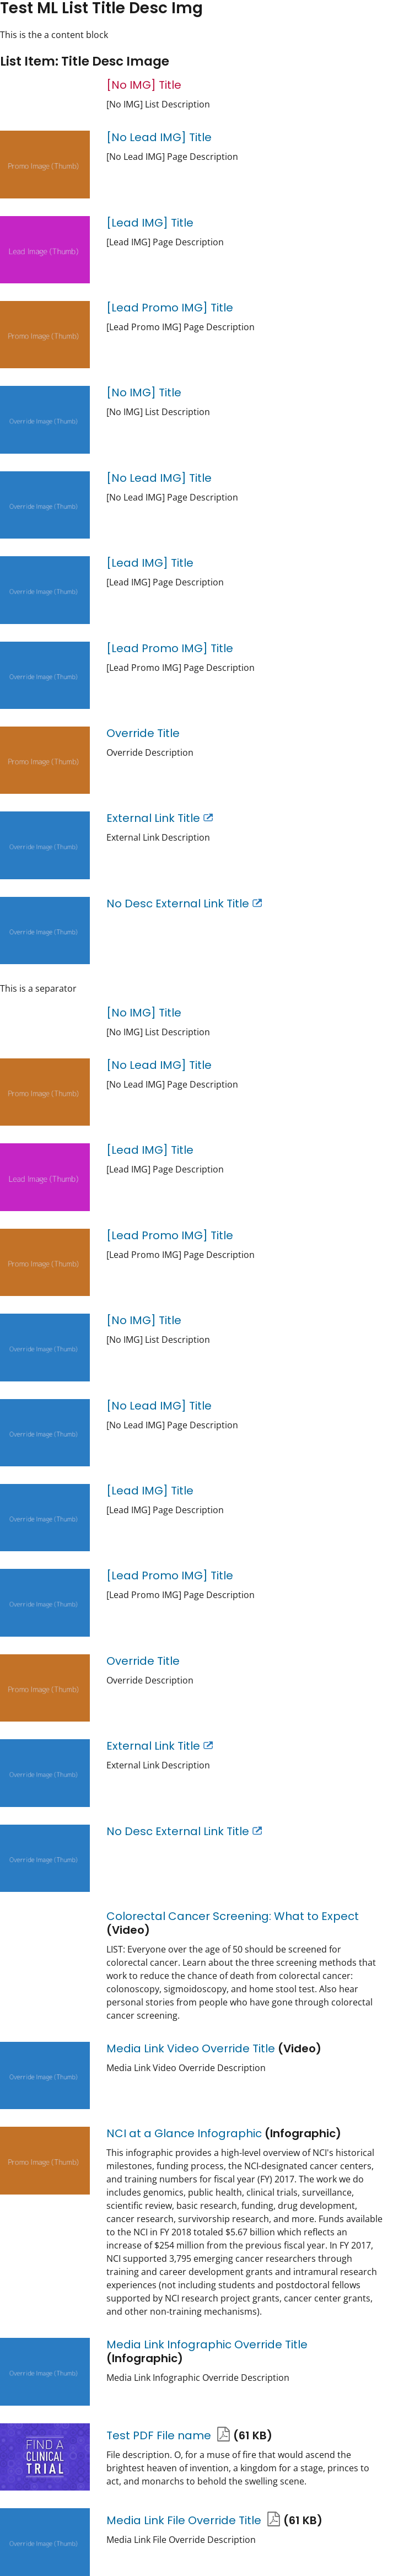 Test ML List Title Desc Img
This is the a content block
List Item: Title Desc Image
[No IMG] Title
[No IMG] List Description
Promo Image (Thumb)
[No Lead IMG] Title
[No Lead IMG] Page Description
Lead Image (Thumb)
[Lead IMG] Title
[Lead IMG] Page Description
Promo Image (Thumb)
[Lead Promo IMG] Title
[Lead Promo IMG] Page Description
Override Image (Thumb)
[No IMG] Title
[No IMG] List Description
Override Image (Thumb)
[No Lead IMG] Title
[No Lead IMG] Page Description
Override Image (Thumb)
[Lead IMG] Title
[Lead IMG] Page Description
Override Image (Thumb)
[Lead Promo IMG] Title
[Lead Promo IMG] Page Description
Promo Image (Thumb)
Override Title
Override Description
Override Image (Thumb)
External Link Title
External Link Description
Override Image (Thumb)
No Desc External Link Title
This is a separator
[No IMG] Title
[No IMG] List Description
Promo Image (Thumb)
[No Lead IMG] Title
[No Lead IMG] Page Description
Lead Image (Thumb)
[Lead IMG] Title
[Lead IMG] Page Description
Promo Image (Thumb)
[Lead Promo IMG] Title
[Lead Promo IMG] Page Description
Override Image (Thumb)
[No IMG] Title
[No IMG] List Description
Override Image (Thumb)
[No Lead IMG] Title
[No Lead IMG] Page Description
Override Image (Thumb)
[Lead IMG] Title
[Lead IMG] Page Description
Override Image (Thumb)
[Lead Promo IMG] Title
[Lead Promo IMG] Page Description
Promo Image (Thumb)
Override Title
Override Description
Override Image (Thumb)
External Link Title
External Link Description
Override Image (Thumb)
No Desc External Link Title
Colorectal Cancer Screening: What to Expect
(Video)
LIST: Everyone over the age of 50 should be screened for
colorectal cancer. Learn about the three screening methods that
work to reduce the chance of death from colorectal cancer:
colonoscopy, sigmoidoscopy, and home stool test. Also hear
personal stories from people who have gone through colorectal
cancer screening.
Override Image (Thumb)
Media Link Video Override Title (Video)
Media Link Video Override Description
Promo Image (Thumb)
NCI at a Glance Infographic (Infographic)
This infographic provides a high-level overview of NCI's historical
milestones, funding process, the NCI-designated cancer centers,
and training numbers for fiscal year (FY) 2017. The work we do
includes genomics, public health, clinical trials, surveillance,
scientific review, basic research, funding, drug development,
cancer research, survivorship research, and more. Funds available
to the NCI in FY 2018 totaled $5.67 billion which reflects an
increase of $254 million from the previous fiscal year. In FY 2017,
NCI supported 3,795 emerging cancer researchers through
training and career development grants and intramural research
experiences (not including students and postdoctoral fellows
supported by NCI research project grants, cancer center grants,
and other non-training mechanisms).
Override Image (Thumb)
Media Link Infographic Override Title
(Infographic)
Media Link Infographic Override Description
FIND A
CLINICAL
TRIAL
Test PDF File name (61 KB)
File description. O, for a muse of fire that would ascend the
brightest heaven of invention, a kingdom for a stage, princes to
act, and monarchs to behold the swelling scene.
Override Image (Thumb)
Media Link File Override Title (61 KB)
Media Link File Override Description